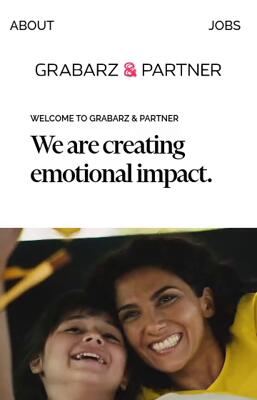 ABOUT JOBS
GRABARZ & PARTNER
WELCOME TO GRABARZ & PARTNER
We are creating
emotional impact.